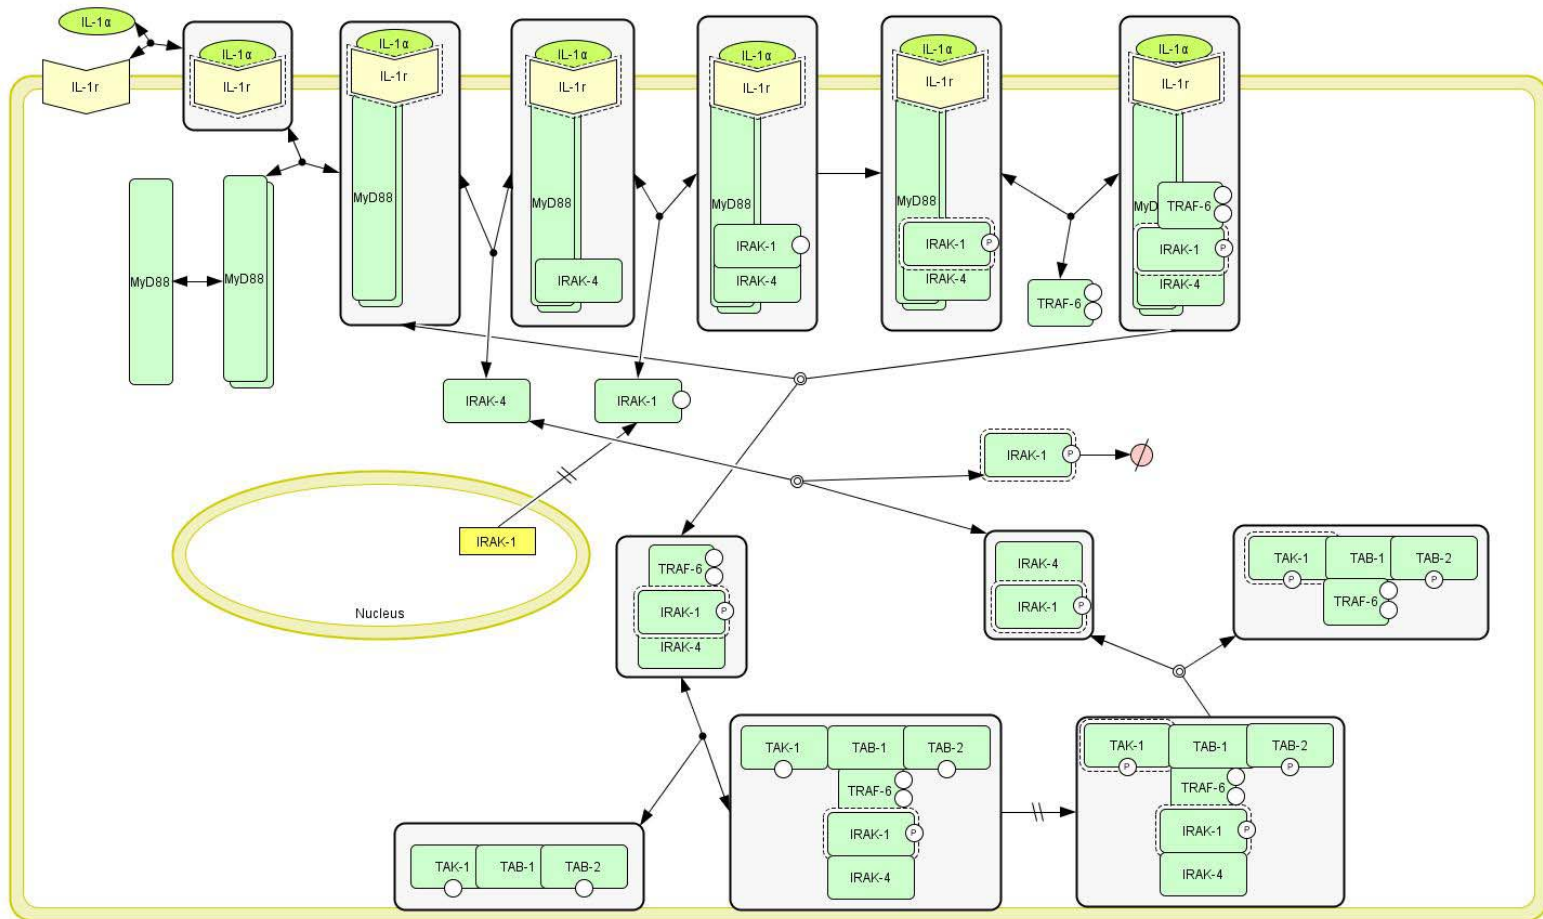 IL-1α
IL-1r
IL-1α
IL-1r
IL-1α
IL-1r
MyD88
IL-1α
IL-1r
MyD88
IRAK-4
IL-1α
IL-1r
MyD88
IRAK-1
IRAK-4
IL-1α
IL-1r
MyD88
IRAK-1
P
IRAK-4
IL-1α
IL-1r
MyD
TRAF-6
IRAK-1
P
IRAK-4
MyD88
MyD88
TRAF-6
IRAK-4
IRAK-1
IRAK-1
P
IRAK-1
Nucleus
TRAF-6
IRAK-1
P
IRAK-4
IRAK-4
IRAK-1
P
TAK-1
TAB-1
TAB-2
P
P
TRAF-6
TAK-1
TAB-1
TAB-2
TAK-1
TAB-1
TAB-2
TRAF-6
IRAK-1
P
IRAK-4
TAK-1
TAB-1
TAB-2
P
P
TRAF-6
IRAK-1
P
IRAK-4